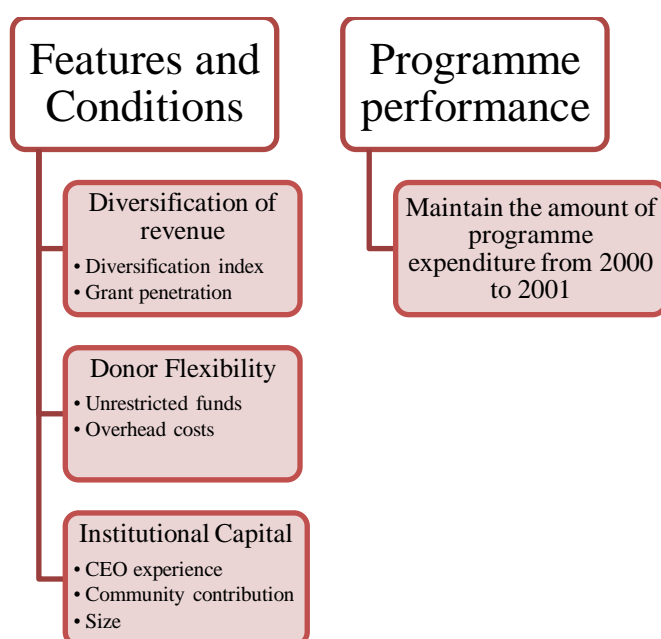 Features and
Conditions
Diversification of
revenue
• Diversification index
• Grant penetration
Donor Flexibility
• Unrestricted funds
• Overhead costs
Institutional Capital
• CEO experience
• Community contribution
• Size
Programme
performance
Maintain the amount of
programme
expenditure from 2000
to 2001